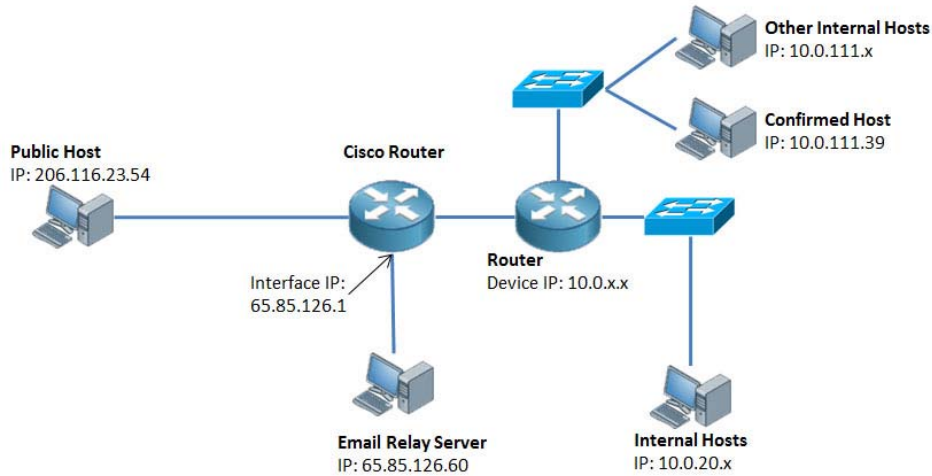 Other Internal Hosts
IP: 10.0.111.x
Confirmed Host
IP: 10.0.111.39
Public Host
IP: 206.116.23.54
Cisco Router
Interface IP:
65.85.126.1
Router
Device IP: 10.0.x.x
Email Relay Server
IP: 65.85.126.60
Internal Hosts
IP: 10.0.20.x